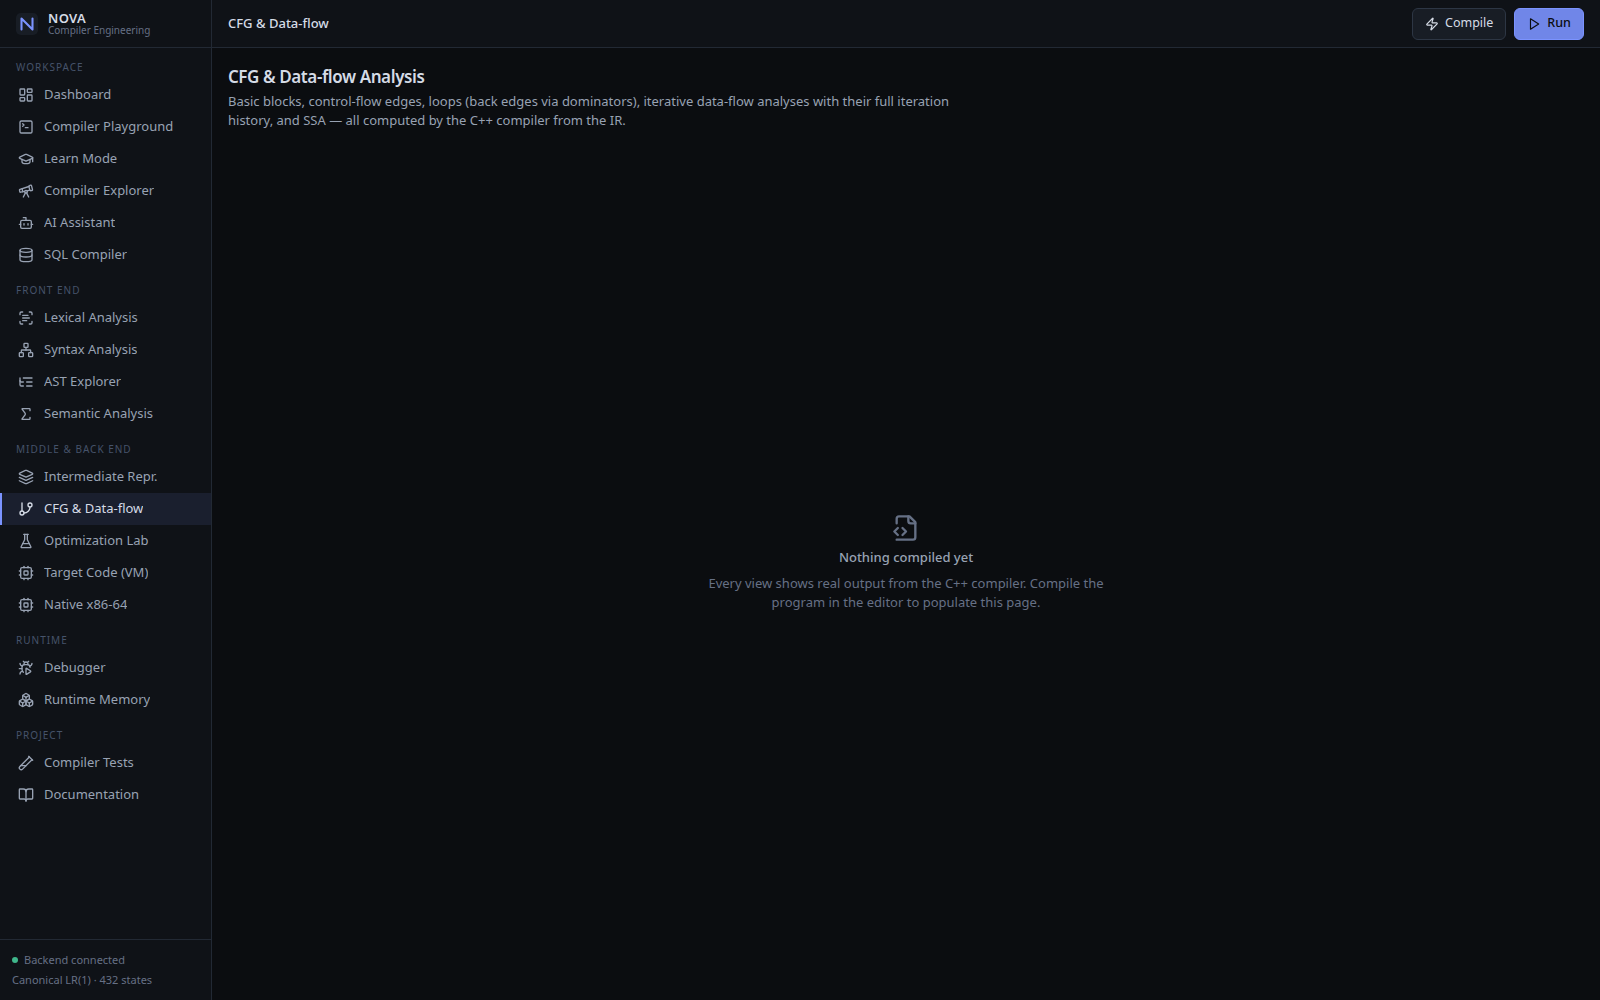 NOVA
Compiler Engineering
WORKSPACE
Dashboard
Compiler Playground
Learn Mode
Compiler Explorer
AI Assistant
SQL Compiler
FRONT END
Lexical Analysis
Syntax Analysis
AST Explorer
Semantic Analysis
MIDDLE & BACK END
Intermediate Repr.
CFG & Data-flow
Optimization Lab
Target Code (VM)
Native x86-64
RUNTIME
Debugger
Runtime Memory
PROJECT
Compiler Tests
Documentation
Backend connected
Canonical LR(1) · 432 states
CFG & Data-flow
Compile
Run
CFG & Data-flow Analysis
Basic blocks, control-flow edges, loops (back edges via dominators), iterative data-flow analyses with their full iteration
history, and SSA — all computed by the C++ compiler from the IR.
Nothing compiled yet
Every view shows real output from the C++ compiler. Compile the
program in the editor to populate this page.